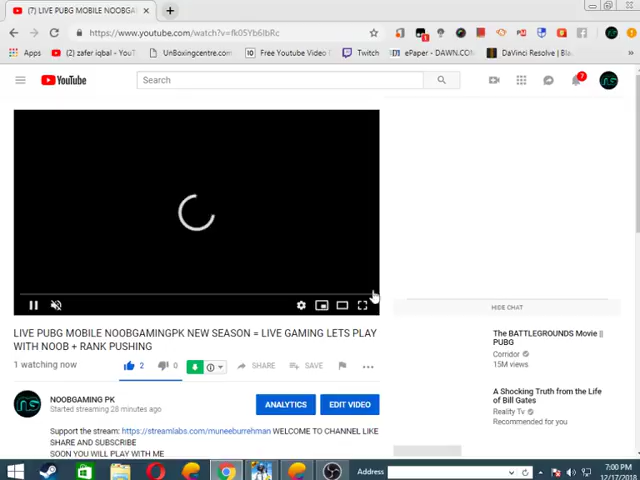 (7) LIVE PUBG MOBILE NOOBGA
https://www.youtube.com/watch?v=fk05Yb6lbRc
Apps
(2) zafer iqbal - You
UnBoxingcentre.com
Free Youtube Video
Twitch
ePaper - DAWN.COM
DaVinci Resolve | Bla
YouTube
Search
7
HIDE CHAT
LIVE PUBG MOBILE NOOBGAMINGPK NEW SEASON = LIVE GAMING LETS PLAY
WITH NOOB + RANK PUSHING
1 watching now
2
0
SHARE
SAVE
The BATTLEGROUNDS Movie ||
PUBG
Corridor
15M views
A Shocking Truth from the Life
of Bill Gates
Reality Tv
Recommended for you
NOOBGAMING PK
Started streaming 28 minutes ago
ANALYTICS
EDIT VIDEO
Support the stream: https://streamlabs.com/muneeburrehman WELCOME TO CHANNEL LIKE
SHARE AND SUBSCRIBE
SOON YOU WILL PLAY WITH ME
Address
7:00 PM
12/17/2018